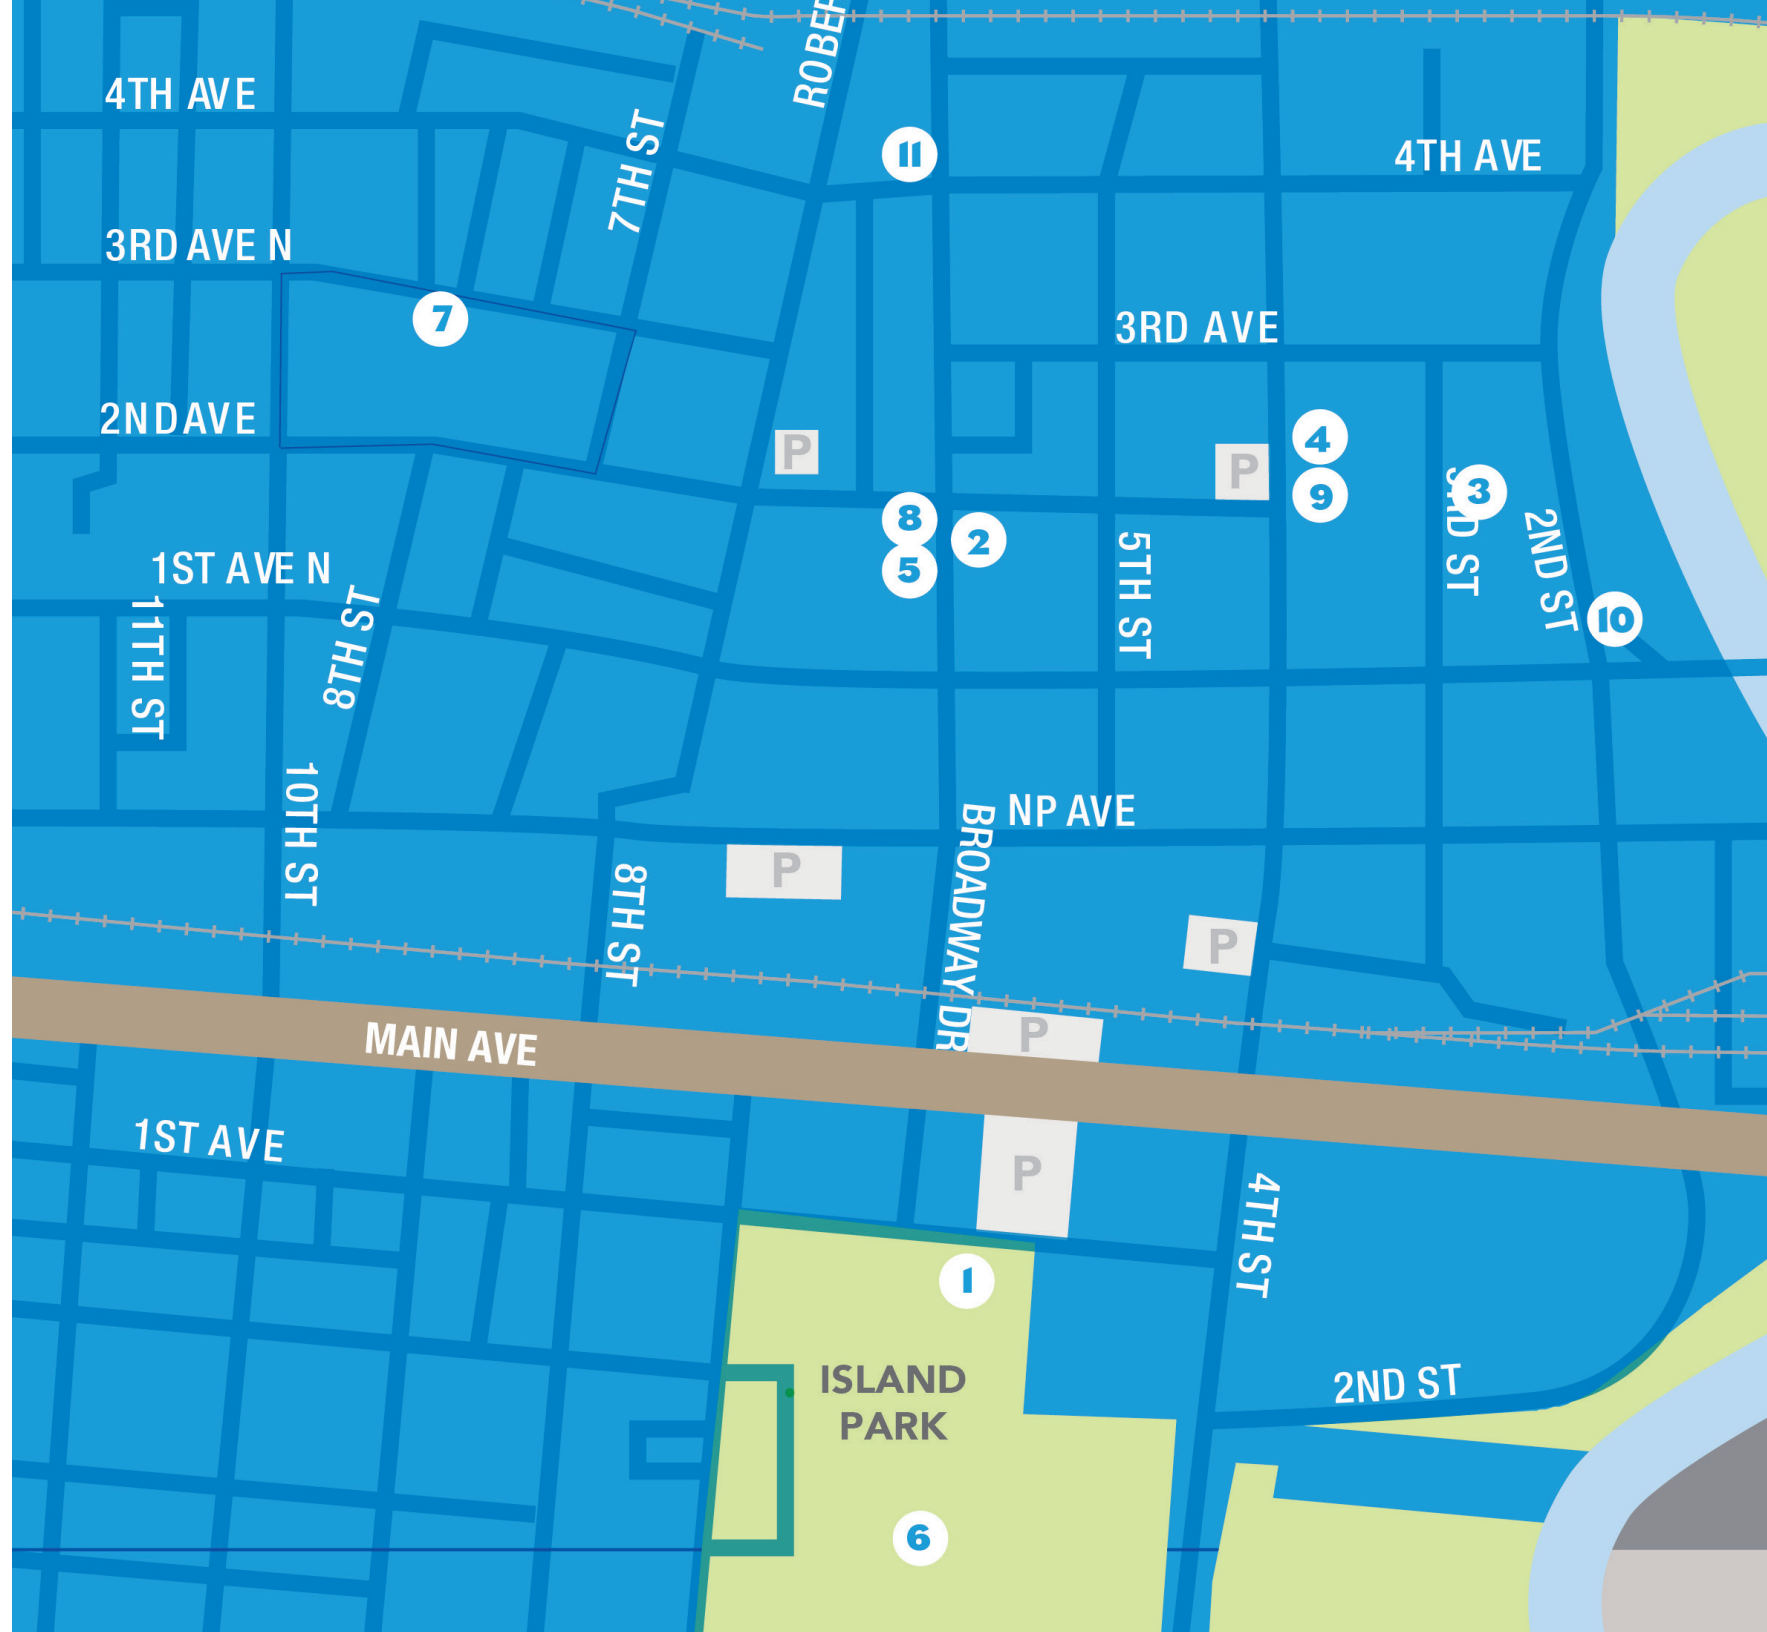 ROBER
4TH AVE
7TH ST
11
4TH AVE
3RD AVE N
7
3RD AVE
2ND AVE
P
4
P
9
3
8
2
5
5TH ST
ST
2ND ST
1ST AVE N
11TH ST
8TH ST
10
10TH ST
NP AVE
BROADWAY DR
P
8TH ST
P
P
MAIN AVE
1ST AVE
P
4TH ST
1
ISLAND
PARK
2ND ST
6